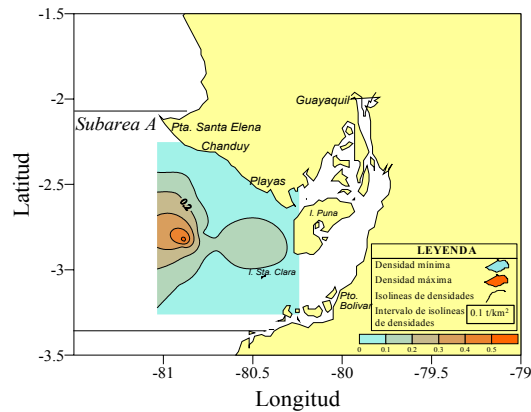 -1.5
-2
-2.5
-3
-3.5
Latitud
Guayaquil
Subarea A
Pta. Santa Elena
Chanduy
Playas
0.2
I. Puna
I. Sta. Clara
Pto.
Bolivar
LEYENDA
Densidad mínima
Densidad máxima
Isolineas de densidades
Intervalo de isolíneas
de densidades
0.1 t/km²
0 0.1 0.2 0.3 0.4 0.5
-81 -80.5 -80 -79.5 -79
Longitud